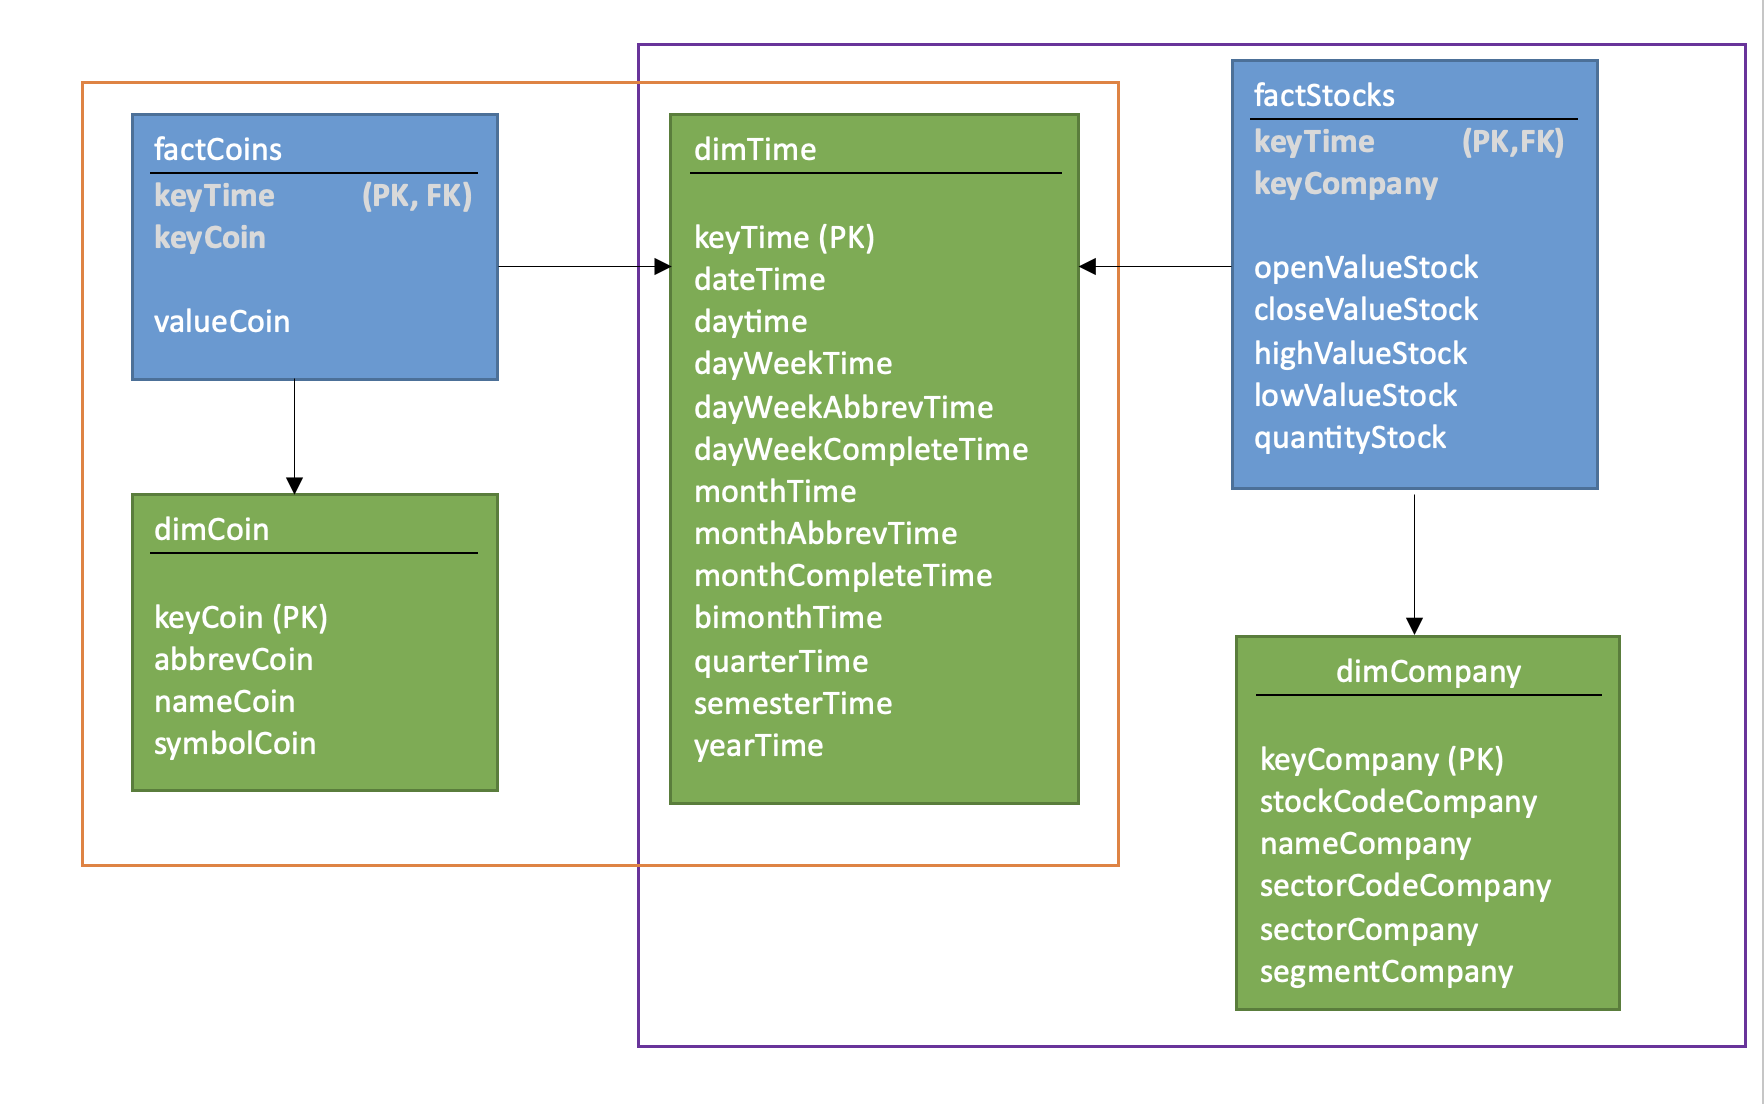 factCoins
keyTime (PK, FK)
keyCoin
valueCoin
dimCoin
keyCoin (PK)
abbrevCoin
nameCoin
symbolCoin
dimTime
keyTime (PK)
dateTime
daytime
dayWeekTime
dayWeekAbbrevTime
dayWeekCompleteTime
monthTime
monthAbbrevTime
monthCompleteTime
bimonthTime
quarterTime
semesterTime
yearTime
factStocks
keyTime (PK,FK)
keyCompany
openValueStock
closeValueStock
highValueStock
lowValueStock
quantityStock
dimCompany
keyCompany (PK)
stockCodeCompany
nameCompany
sectorCodeCompany
sectorCompany
segmentCompany